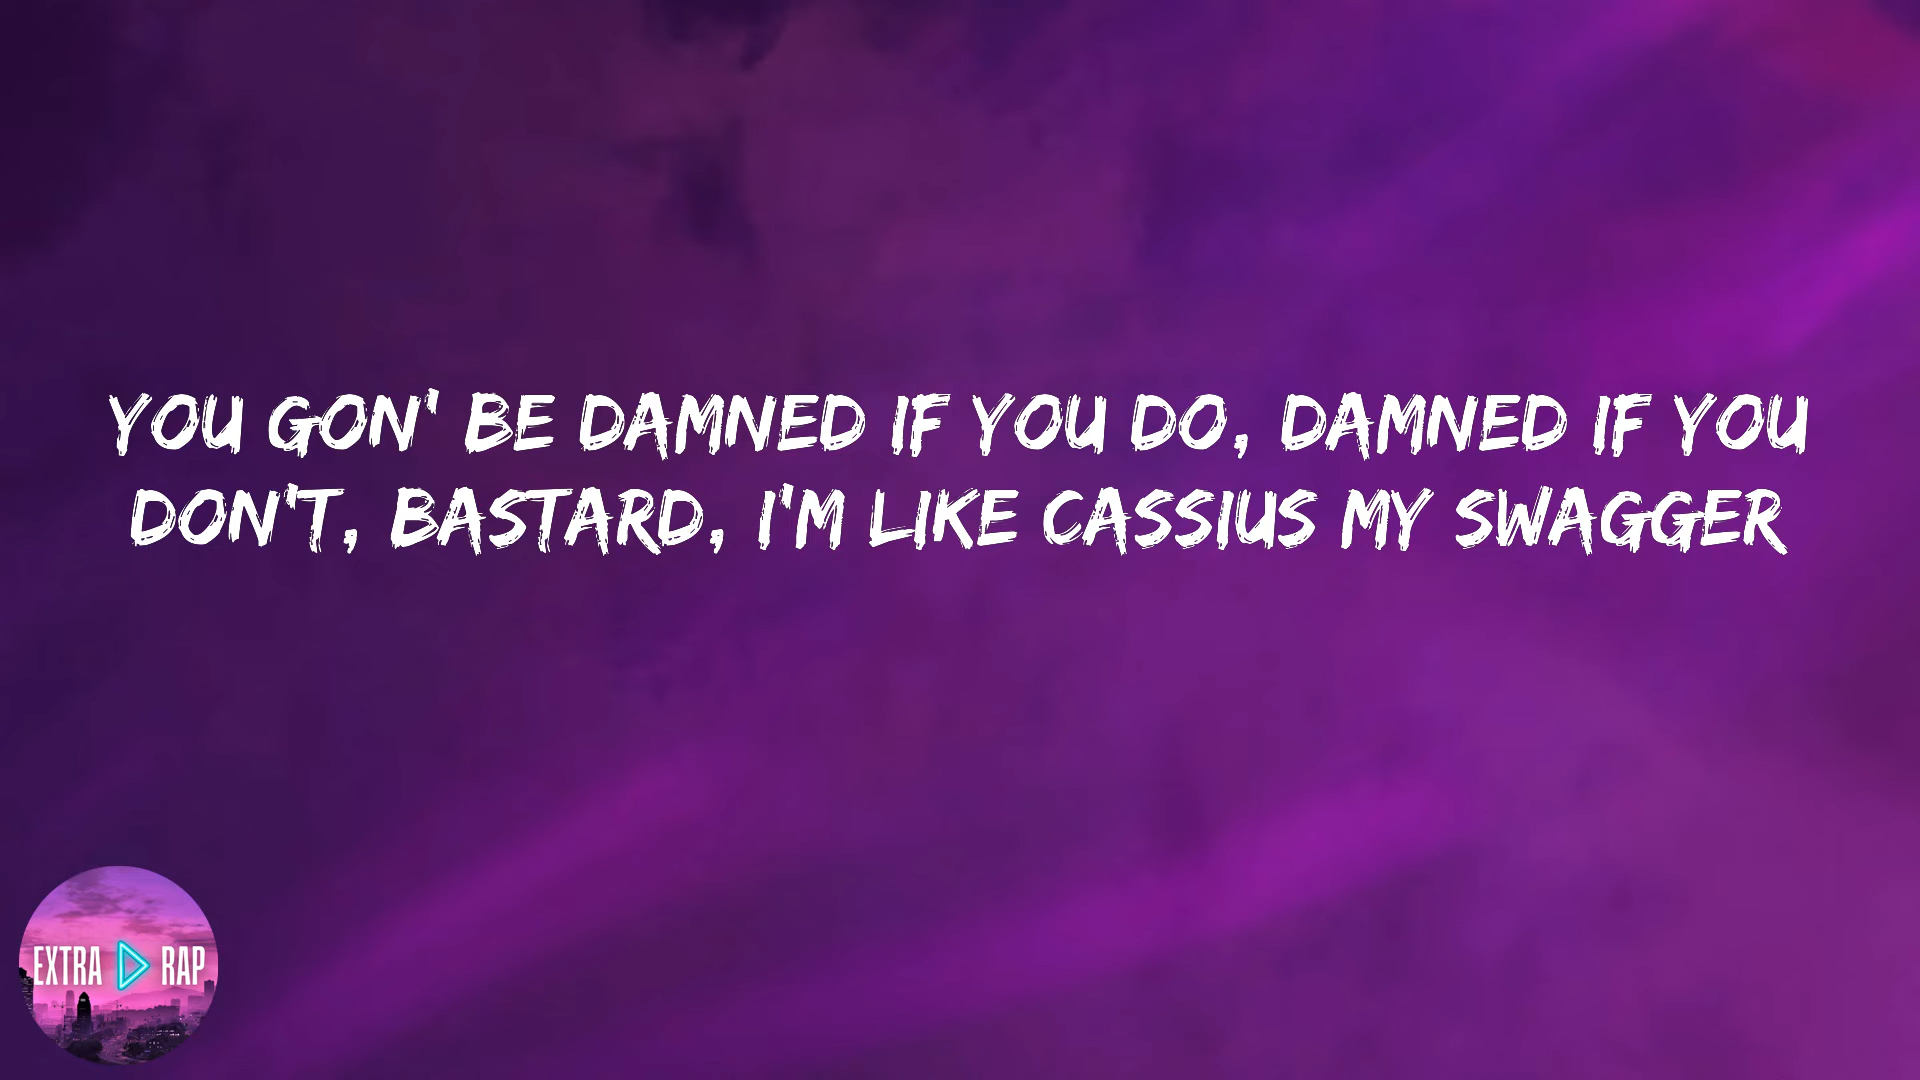 YOU GON' BE DAMNED IF YOU DO, DAMNED IF YOU
DON'T, BASTARD, I'M LIKE CASSIUS MY SWAGGER
EXTRA RAP